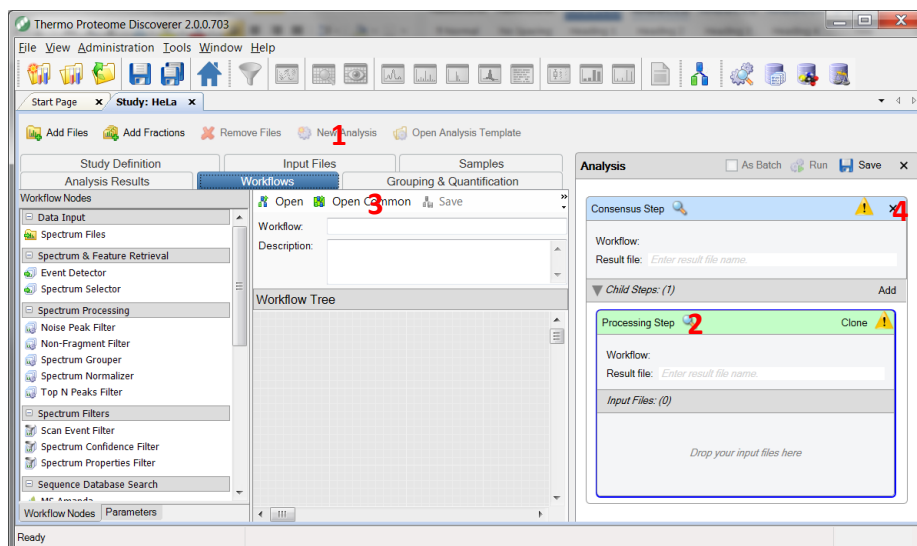 Thermo Proteome Discoverer 2.0.0.703
File View Administration Tools Window Help
Start Page x Study: HeLa x
Add Files Add Fractions Remove Files New Analysis Open Analysis Template
1
Study Definition Input Files Samples
Analysis Results Workflows Grouping & Quantification
Workflow Nodes
Data Input
Spectrum Files
Spectrum & Feature Retrieval
Event Detector
Spectrum Selector
Spectrum Processing
Noise Peak Filter
Non-Fragment Filter
Spectrum Grouper
Spectrum Normalizer
Top N Peaks Filter
Spectrum Filters
Scan Event Filter
Spectrum Confidence Filter
Spectrum Properties Filter
Sequence Database Search
MS Amanda
Workflow Nodes Parameters
Open Open Common Save »
3
Workflow:
Description:
Workflow Tree
Analysis As Batch Run Save x
Consensus Step x
4
Workflow:
Result file: Enter result file name.
Child Steps: (1) Add
Processing Step Clone
2
Workflow:
Result file: Enter result file name.
Input Files: (0)
Drop your input files here
Ready